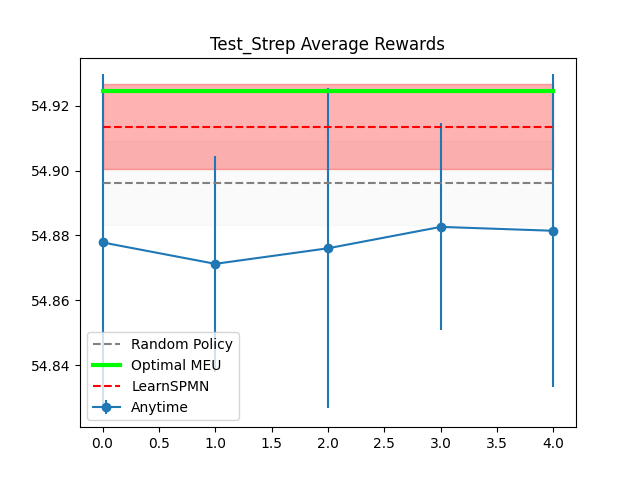 Test_Strep Average Rewards
54.92
54.90
54.88
54.86
54.84
Random Policy
Optimal MEU
LearnSPMN
Anytime
0.0 0.5 1.0 1.5 2.0 2.5 3.0 3.5 4.0